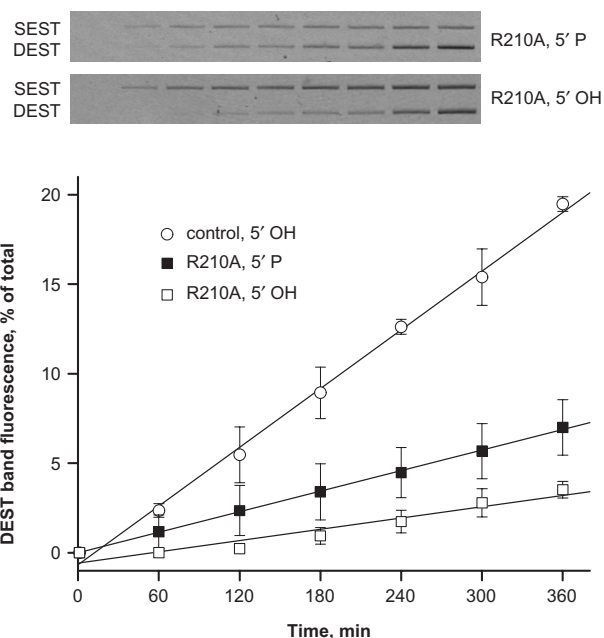 SEST
DEST
R210A, 5′ P
SEST
DEST
R210A, 5′ OH
20
15
10
5
0
control, 5′ OH
R210A, 5′ P
R210A, 5′ OH
DEST band fluorescence, % of total
0 60 120 180 240 300 360
Time, min